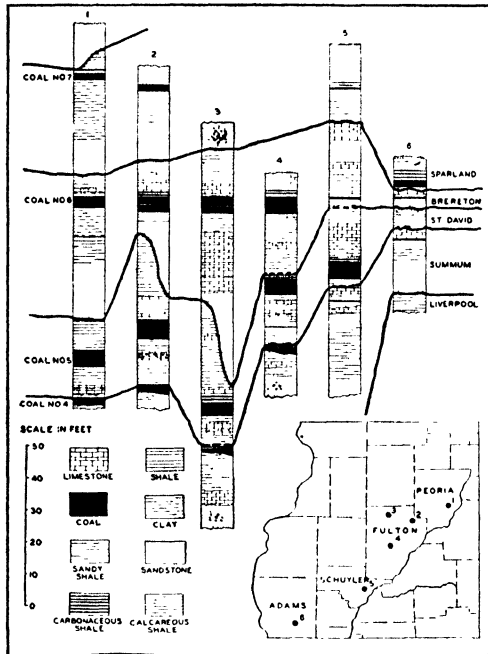 1
2
3
4
5
6
COAL NO 7
COAL NO 6
COAL NO 5
COAL NO 4
SPARLAND
BRERETON
ST DAVID
SUMMUM
LIVERPOOL
SCALE IN FEET
50
40
30
20
10
0
LIMESTONE
SHALE
COAL
CLAY
SANDY
SHALE
SANDSTONE
CARBONACEOUS
SHALE
CALCAREOUS
SHALE
PEORIA
1
3
2
FULTON
4
SCHUYLER
5
ADAMS
6